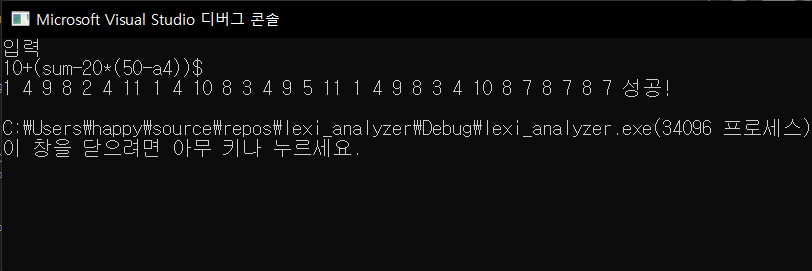 Microsoft Visual Studio 디버그 콘솔
입력
10+(sum-20*(50-a4))$
1 4 9 8 2 4 11 1 4 10 8 3 4 9 5 11 1 4 9 8 3 4 10 8 7 8 7 8 7 성공!
C:₩Users₩happy₩source₩repos₩lexi_analyzer₩Debug₩lexi_analyzer.exe(34096 프로세스)
이 창을 닫으려면 아무 키나 누르세요.